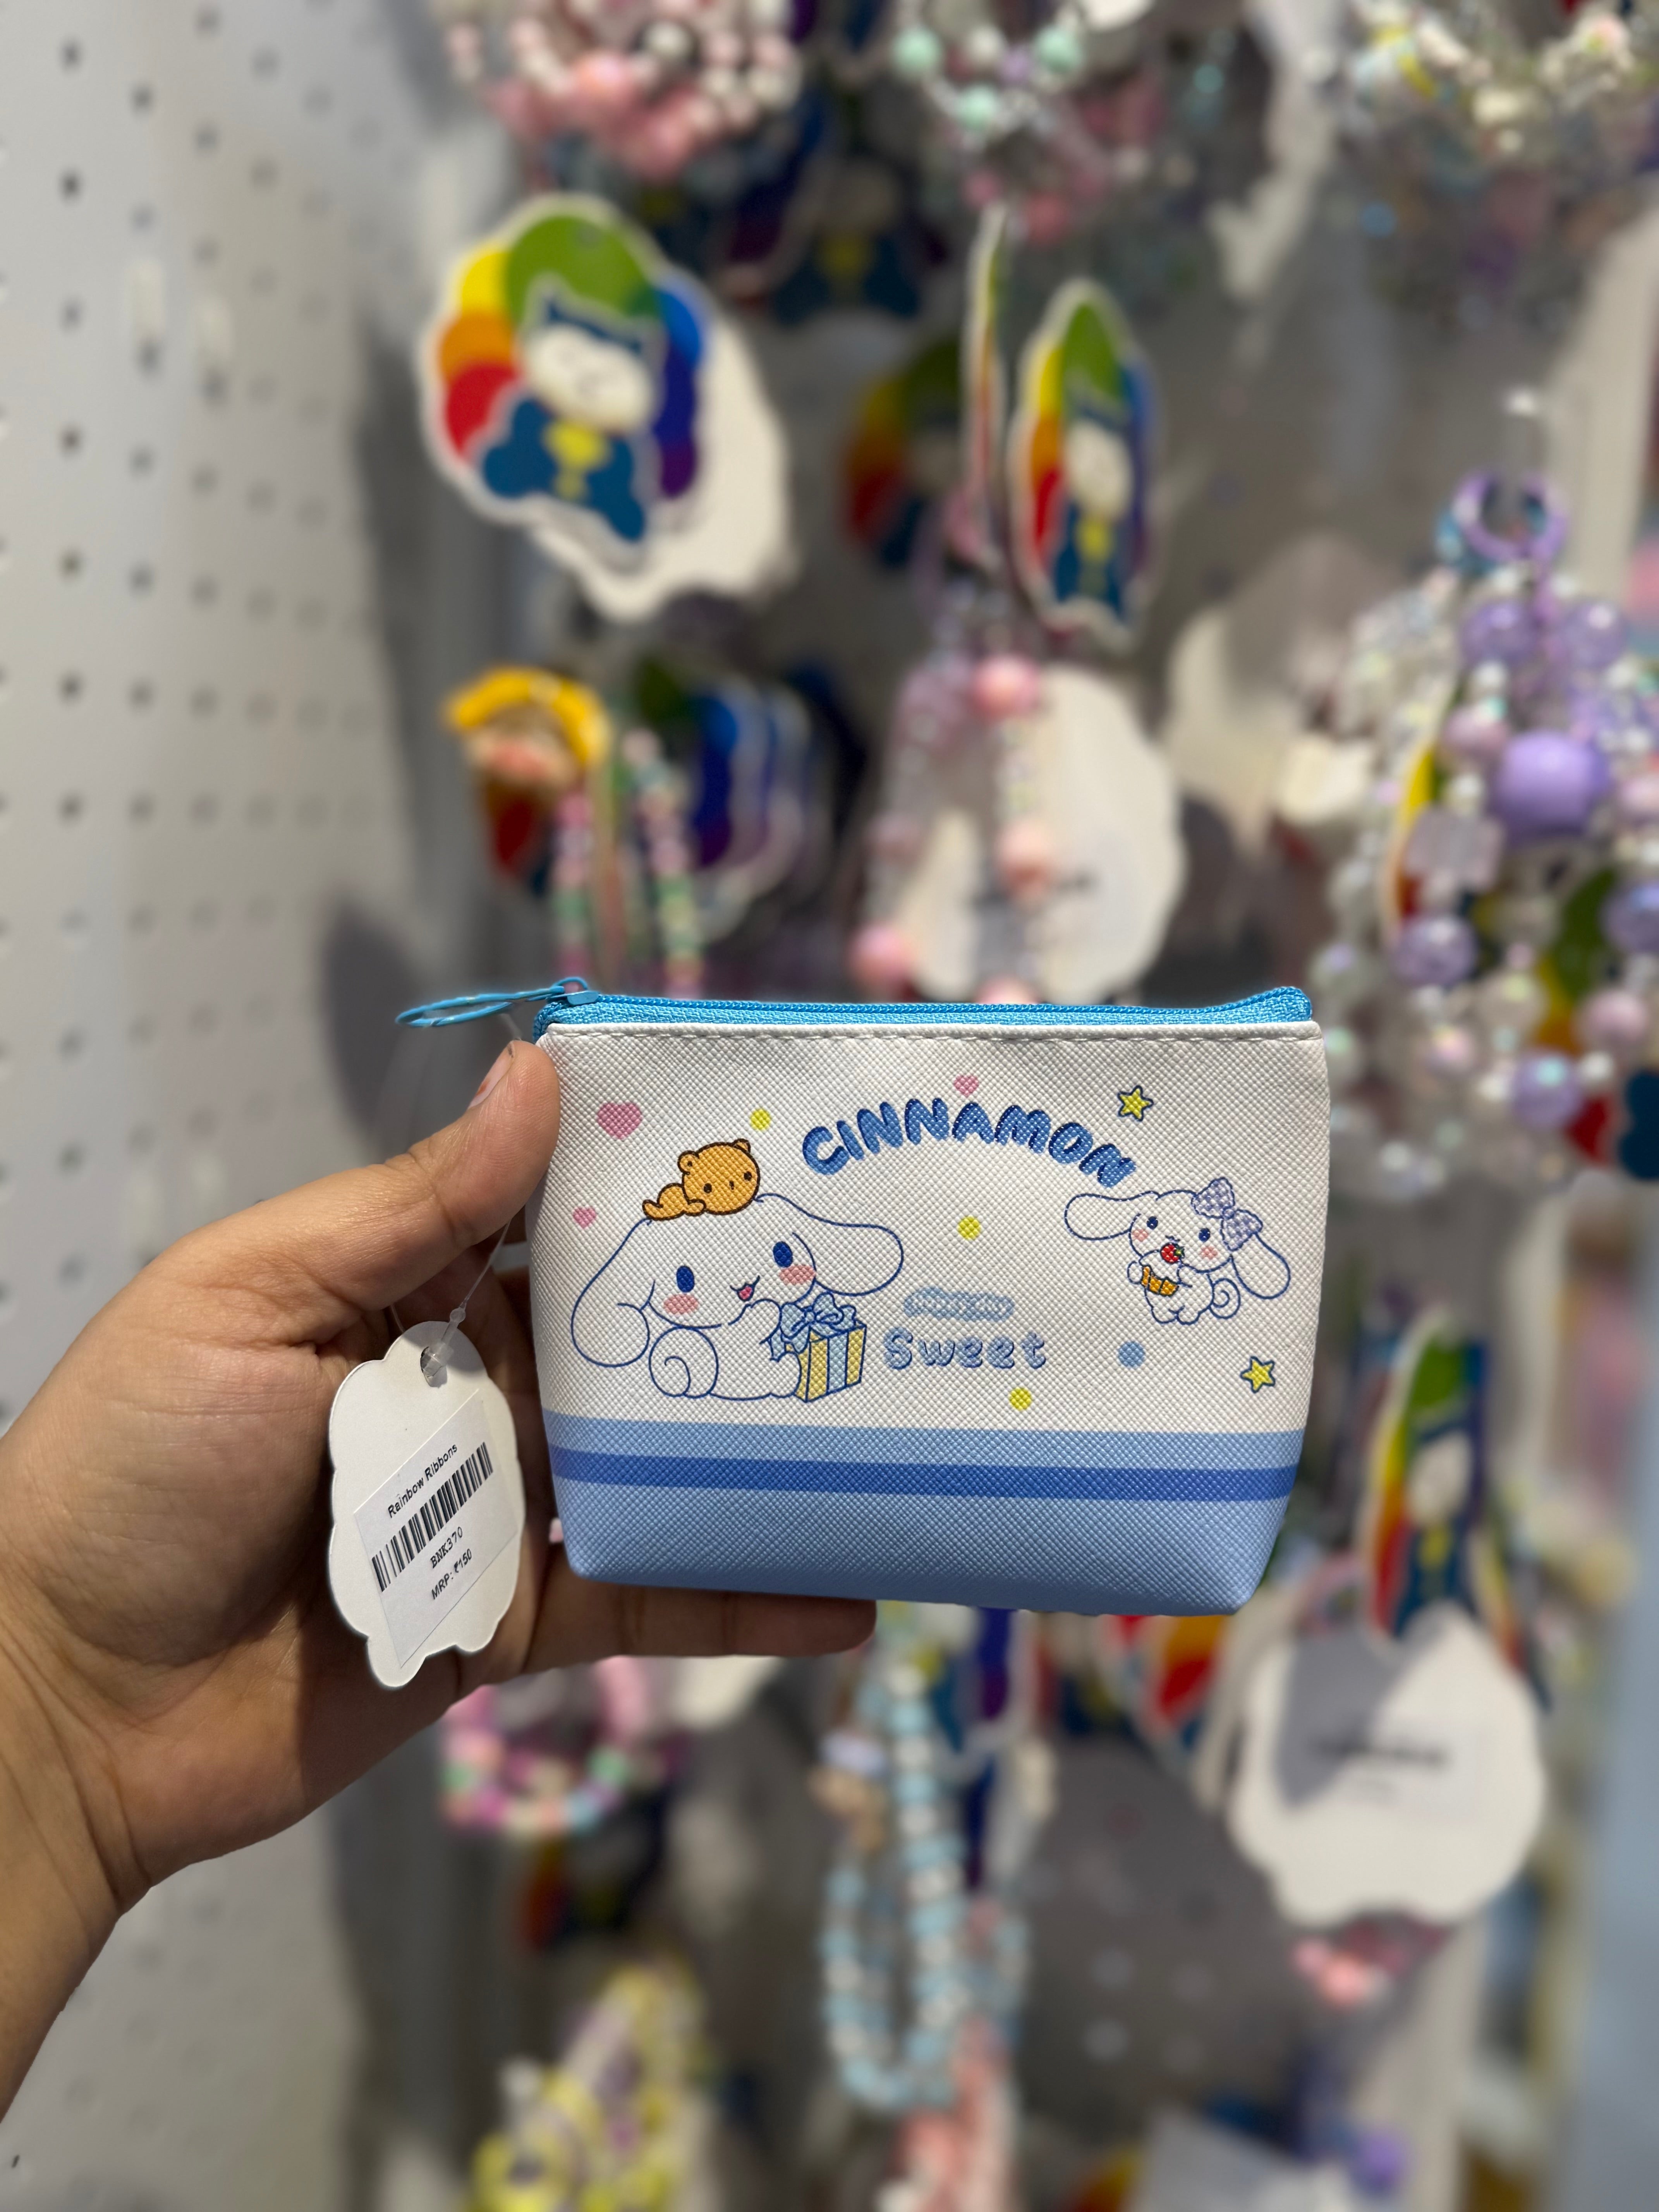 CINNAMON
Sweet
Rainbow Ribbons
BNK370
MRP: ₹150